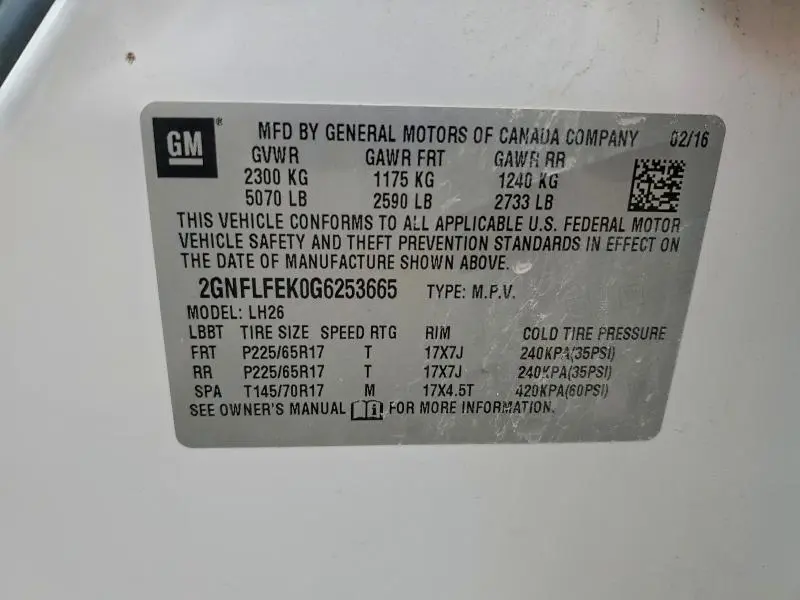 GM ® MFD BY GENERAL MOTORS OF CANADA COMPANY 02/16
GVWR GAWR FRT GAWR RR
2300 KG 1175 KG 1240 KG
5070 LB 2590 LB 2733 LB
THIS VEHICLE CONFORMS TO ALL APPLICABLE U.S. FEDERAL MOTOR
VEHICLE SAFETY AND THEFT PREVENTION STANDARDS IN EFFECT ON
THE DATE OF MANUFACTURE SHOWN ABOVE.
2GNFLFEK0G6253665 TYPE: M.P.V.
MODEL: LH26
LBBT TIRE SIZE SPEED RTG RIM COLD TIRE PRESSURE
FRT P225/65R17 T 17X7J 240KPA(35PSI)
RR P225/65R17 T 17X7J 240KPA(35PSI)
SPA T145/70R17 M 17X4.5T 420KPA(60PSI)
SEE OWNER'S MANUAL FOR MORE INFORMATION.